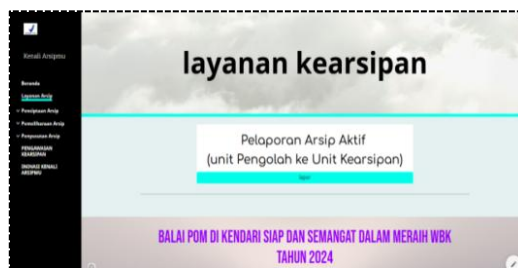 Kenali Arsipmu
Beranda
Layanan Arsip
Penciptaan Arsip
Pemeliharaan Arsip
Penyusutan Arsip
PENGAWASAN
KEARSIPAN
INOVASI KENALI
ARSIPMU
layanan kearsipan
Pelaporan Arsip Aktif
(unit Pengolah ke Unit Kearsipan)
BALAI POM DI KENDARI SIAP DAN SEMANGAT DALAM MERAIH WBK
TAHUN 2024